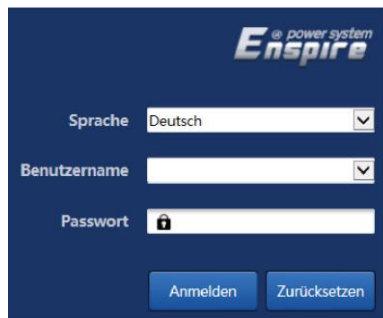 @ power system
Enspire
Sprache Deutsch
Benutzername
Passwort
Anmelden Zurücksetzen